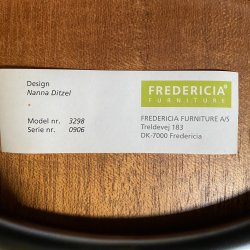 Design
Nanna Ditzel
Model nr. 3298
Serie nr. 0906
FREDERICIA®
FURNITURE
FREDERICIA FURNITURE A/S
Treldevej 183
DK-7000 Fredericia